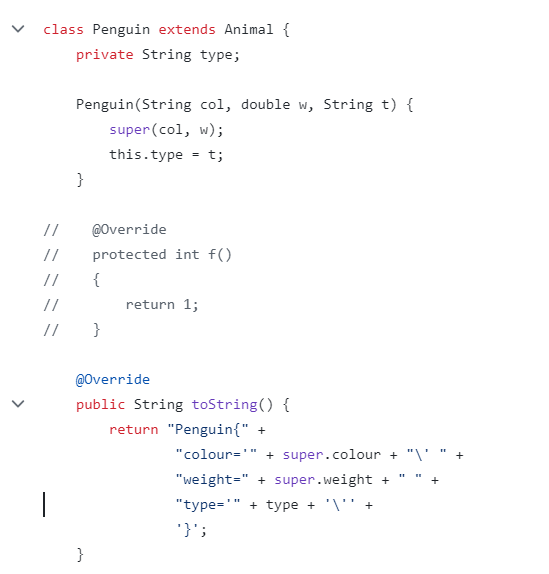 class Penguin extends Animal {
    private String type;

    Penguin(String col, double w, String t) {
        super(col, w);
        this.type = t;
    }

//    @Override
//    protected int f()
//    {
//        return 1;
//    }

    @Override
    public String toString() {
        return "Penguin{" +
                "colour='" + super.colour + "\' " +
                "weight=" + super.weight + " " +
                "type='" + type + '\'' +
                '}';
    }